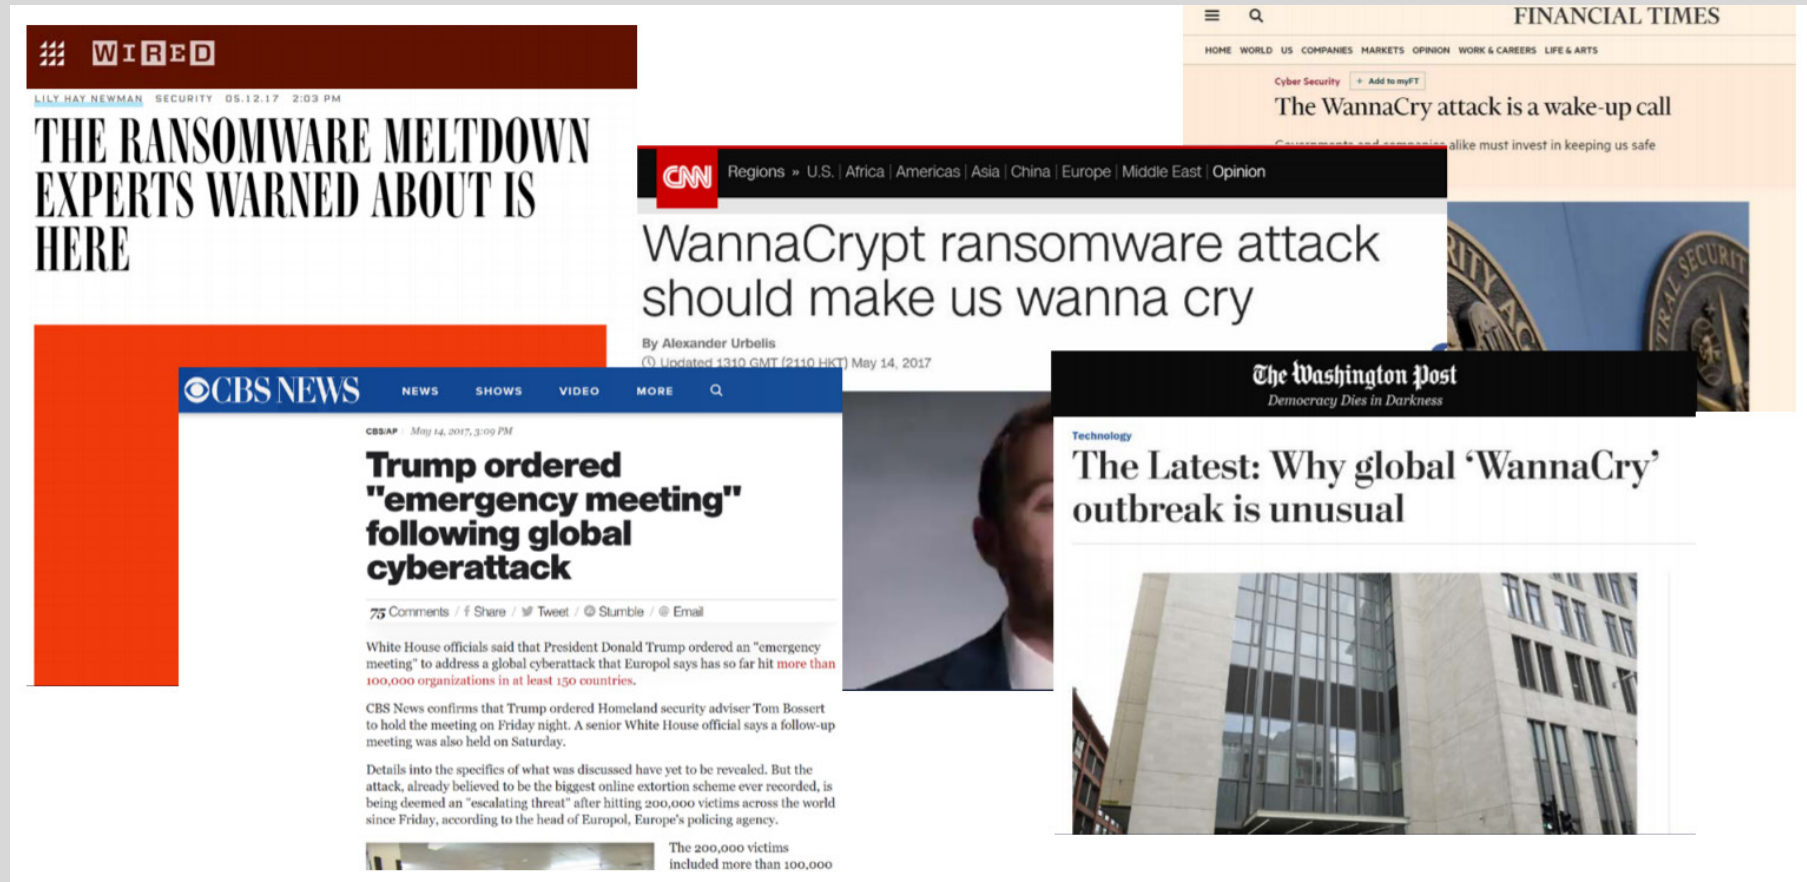 WIRED
LILY HAY NEWMAN SECURITY 05.12.17 2:03 PM
THE RANSOMWARE MELTDOWN
EXPERTS WARNED ABOUT IS
HERE
FINANCIAL TIMES
HOME WORLD US COMPANIES MARKETS OPINION WORK & CAREERS LIFE & ARTS
Cyber Security + Add to myFT
The WannaCry attack is a wake-up call
Governments and companies alike must invest in keeping us safe
CNN Regions » U.S. | Africa | Americas | Asia | China | Europe | Middle East | Opinion
WannaCrypt ransomware attack
should make us wanna cry
By Alexander Urbelis
Updated 1310 GMT (2110 HKT) May 14, 2017
SECURIT
CBS NEWS NEWS SHOWS VIDEO MORE
CBS/AP / May 14, 2017, 3:09 PM
Trump ordered
"emergency meeting"
following global
cyberattack
75 Comments / f Share / Tweet / Stumble / @ Email
White House officials said that President Donald Trump ordered an "emergency
meeting" to address a global cyberattack that Europol says has so far hit more than
100,000 organizations in at least 150 countries.
CBS News confirms that Trump ordered Homeland security adviser Tom Bossert
to hold the meeting on Friday night. A senior White House official says a follow-up
meeting was also held on Saturday.
Details into the specifics of what was discussed have yet to be revealed. But the
attack, already believed to be the biggest online extortion scheme ever recorded, is
being deemed an "escalating threat" after hitting 200,000 victims across the world
since Friday, according to the head of Europol, Europe's policing agency.
The 200,000 victims
included more than 100,000
The Washington Post
Democracy Dies in Darkness
Technology
The Latest: Why global ‘WannaCry’
outbreak is unusual